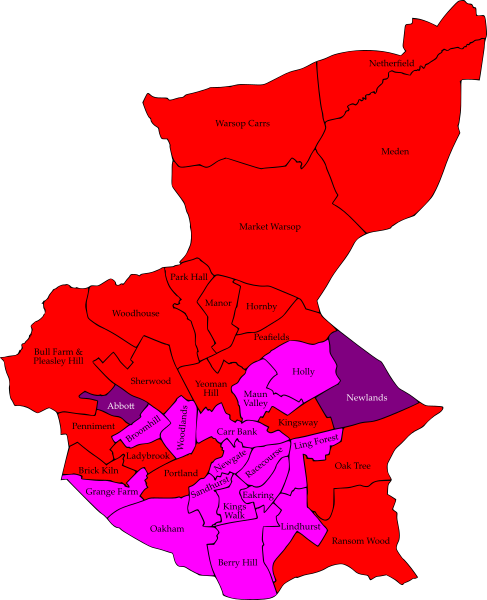 Netherfield
Warsop Carrs
Meden
Market Warsop
Park Hall
Manor
Hornby
Woodhouse
Peafields
Bull Farm &
Pleasley Hill
Sherwood
Yeoman
Hill
Holly
Maun
Valley
Newlands
Abbott
Penniment
Broomhill
Woodlands
Carr Bank
Kingsway
Ling Forest
Ladybrook
Newgate
Racecourse
Brick Kiln
Portland
Oak Tree
Grange Farm
Sandhurst
Eakring
Kings
Walk
Oakham
Lindhurst
Ransom Wood
Berry Hill